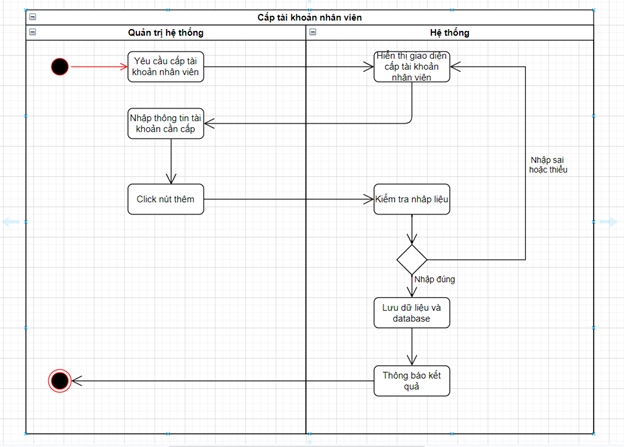 Cấp tài khoản nhân viên
Quản trị hệ thống
Hệ thống
Yêu cầu cấp tài
khoản nhân viên
Hiển thị giao diện
cấp tài khoản
nhân viên
Nhập thông tin tài
khoản cần cấp
Nhập sai
hoặc thiếu
Click nút thêm
Kiểm tra nhập liệu
Nhập đúng
Lưu dữ liệu và
database
Thông báo kết
quả